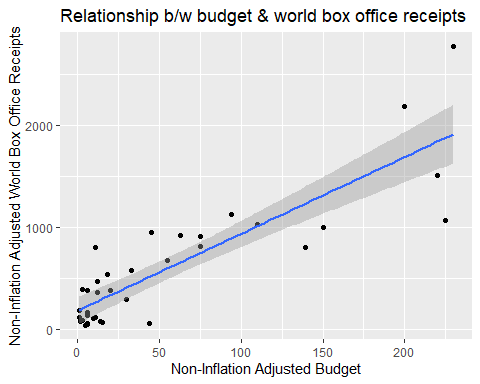 Relationship b/w budget & world box office receipts
Non-Inflation Adjusted World Box Office Receipts
2000
1000
0
0 50 100 150 200
Non-Inflation Adjusted Budget